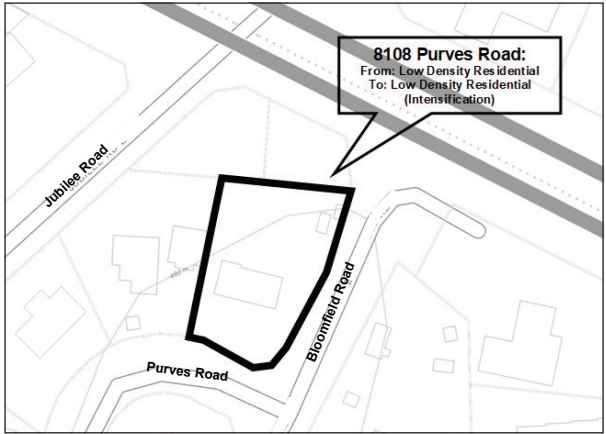 8108 Purves Road:
From: Low Density Residential
To: Low Density Residential
(Intensification)
Jubilee Road
Bloomfield Road
Purves Road